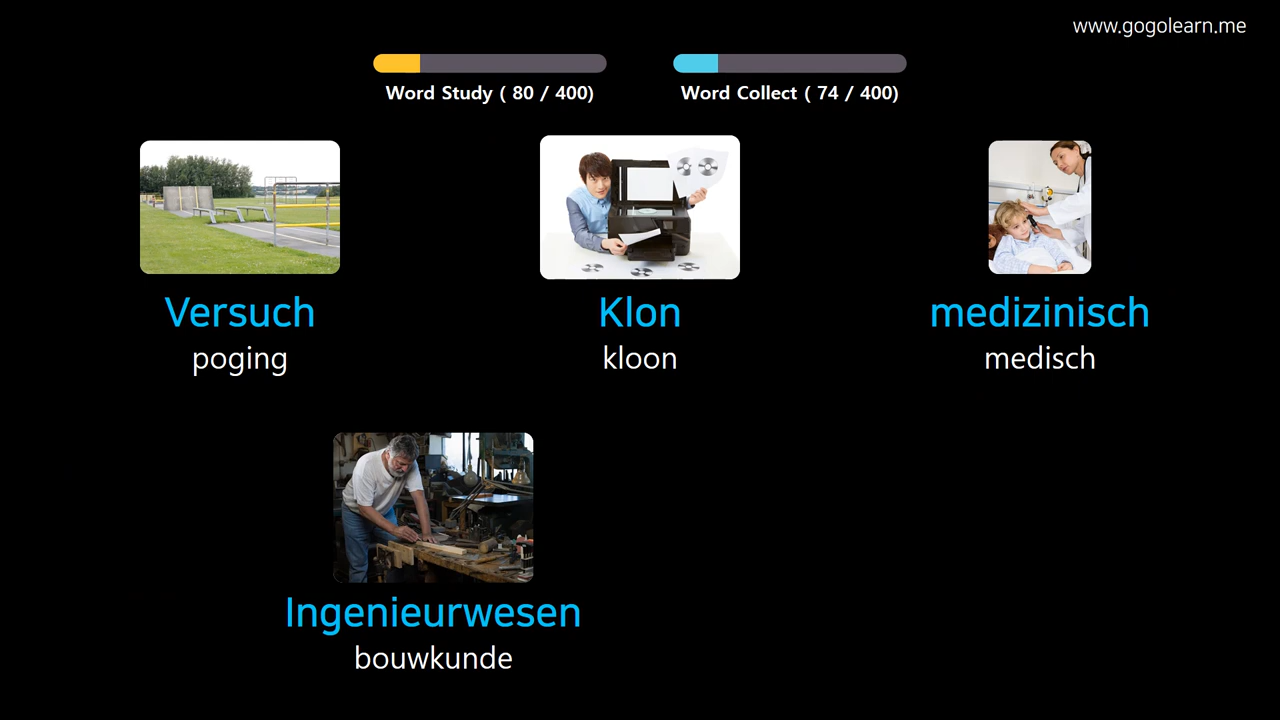 www.gogolearn.me
Word Study ( 80 / 400)
Word Collect ( 74 / 400)
Versuch
poging
Klon
kloon
medizinisch
medisch
Ingenieurwesen
bouwkunde